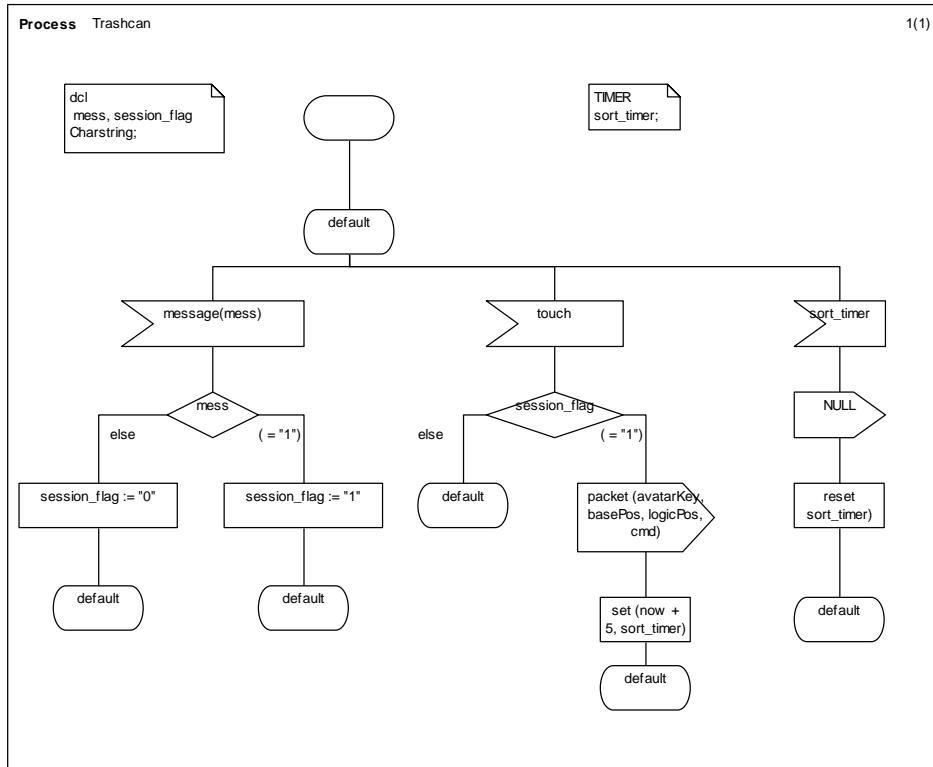 Process Trashcan 1(1)
dcl
mess, session_flag
Charstring;
TIMER
sort_timer;
default
message(mess)
touch
sort_timer
mess
else
( = "1")
session_flag
else
( = "1")
NULL
session_flag := "0"
session_flag := "1"
default
packet (avatarKey,
basePos, logicPos,
cmd)
reset
sort_timer)
default
default
set (now +
5, sort_timer)
default
default